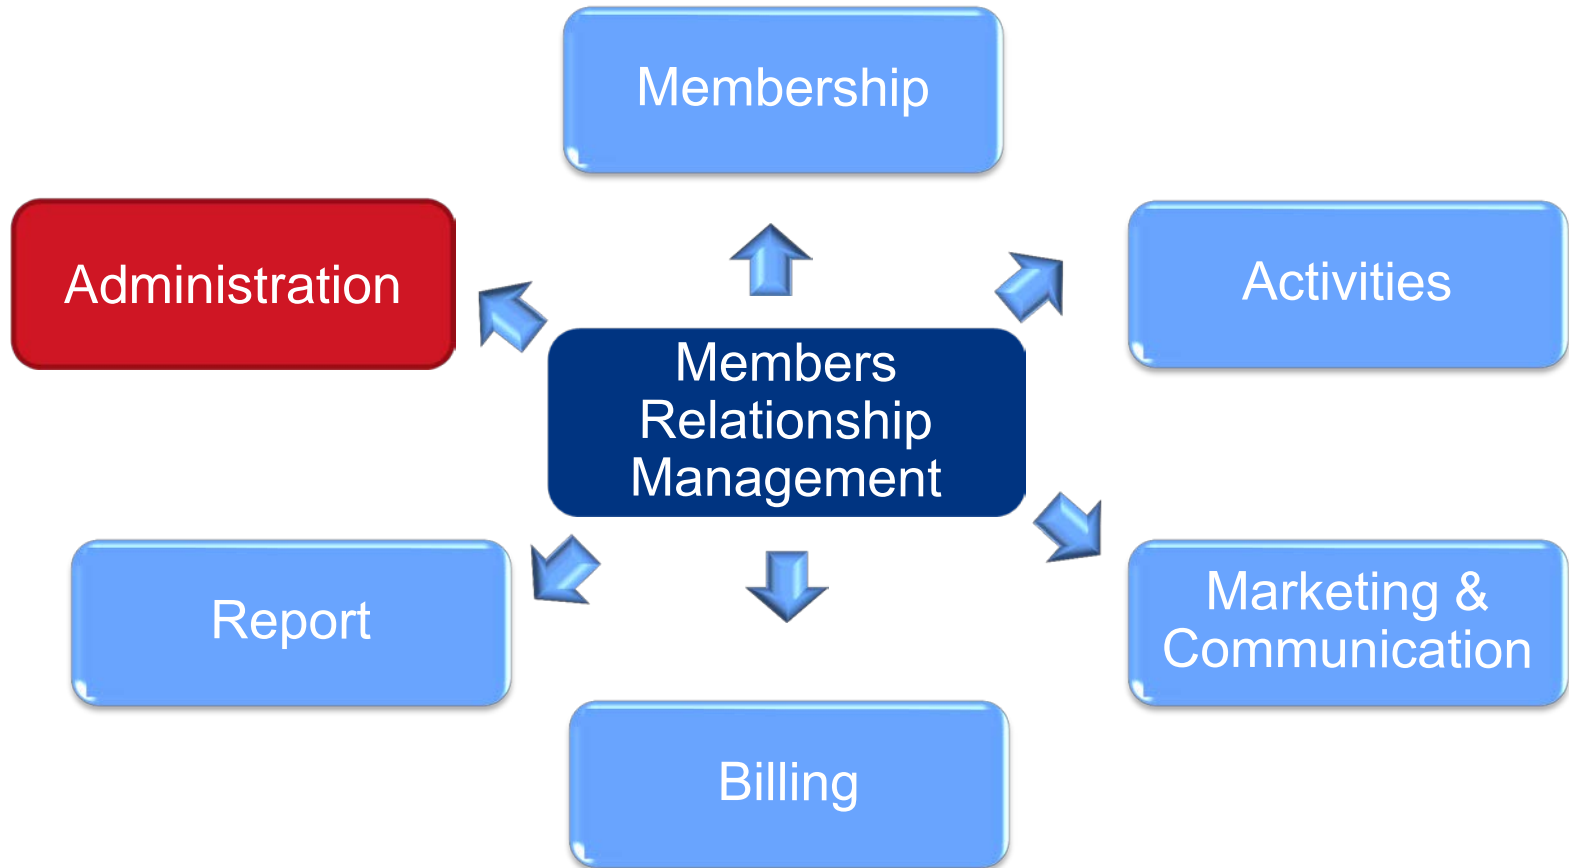 Membership
Administration
Activities
Members
Relationship
Management
Report
Marketing &
Communication
Billing